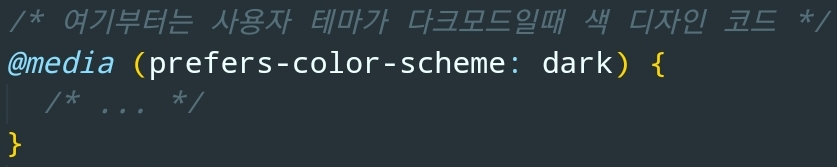 /* 여기부터는 사용자 테마가 다크모드일때 색 디자인 코드 */
@media (prefers-color-scheme: dark) {
  /* ... */
}